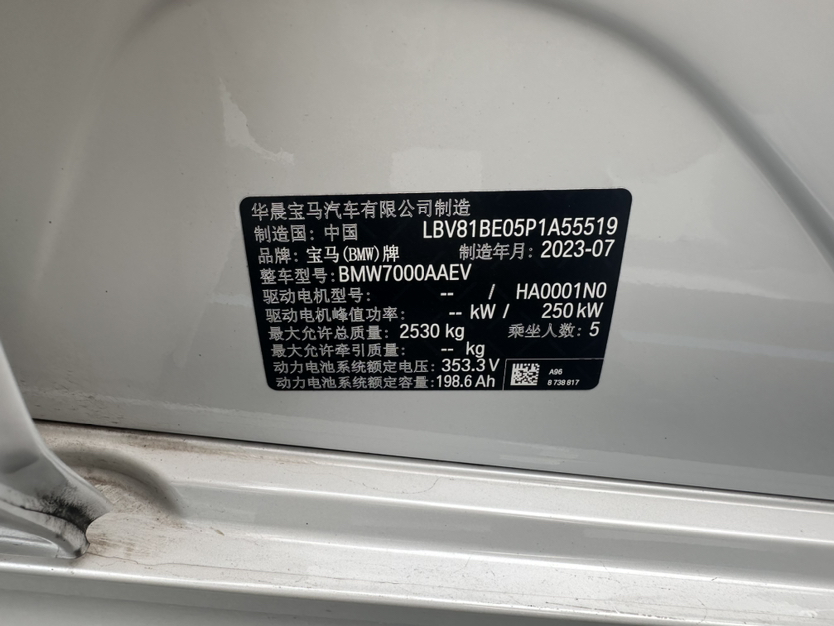 华晨宝马汽车有限公司制造
制造国: 中国 LBV81BE05P1A55519
品牌: 宝马(BMW)牌 制造年月: 2023-07
整车型号: BMW7000AAEV
驱动电机型号: -- / HA0001N0
驱动电机峰值功率: -- kW / 250 kW
最大允许总质量: 2530 kg 乘坐人数: 5
最大允许牵引质量: -- kg
动力电池系统额定电压: 353.3 V
动力电池系统额定容量: 198.6 Ah
A96
8 738 817